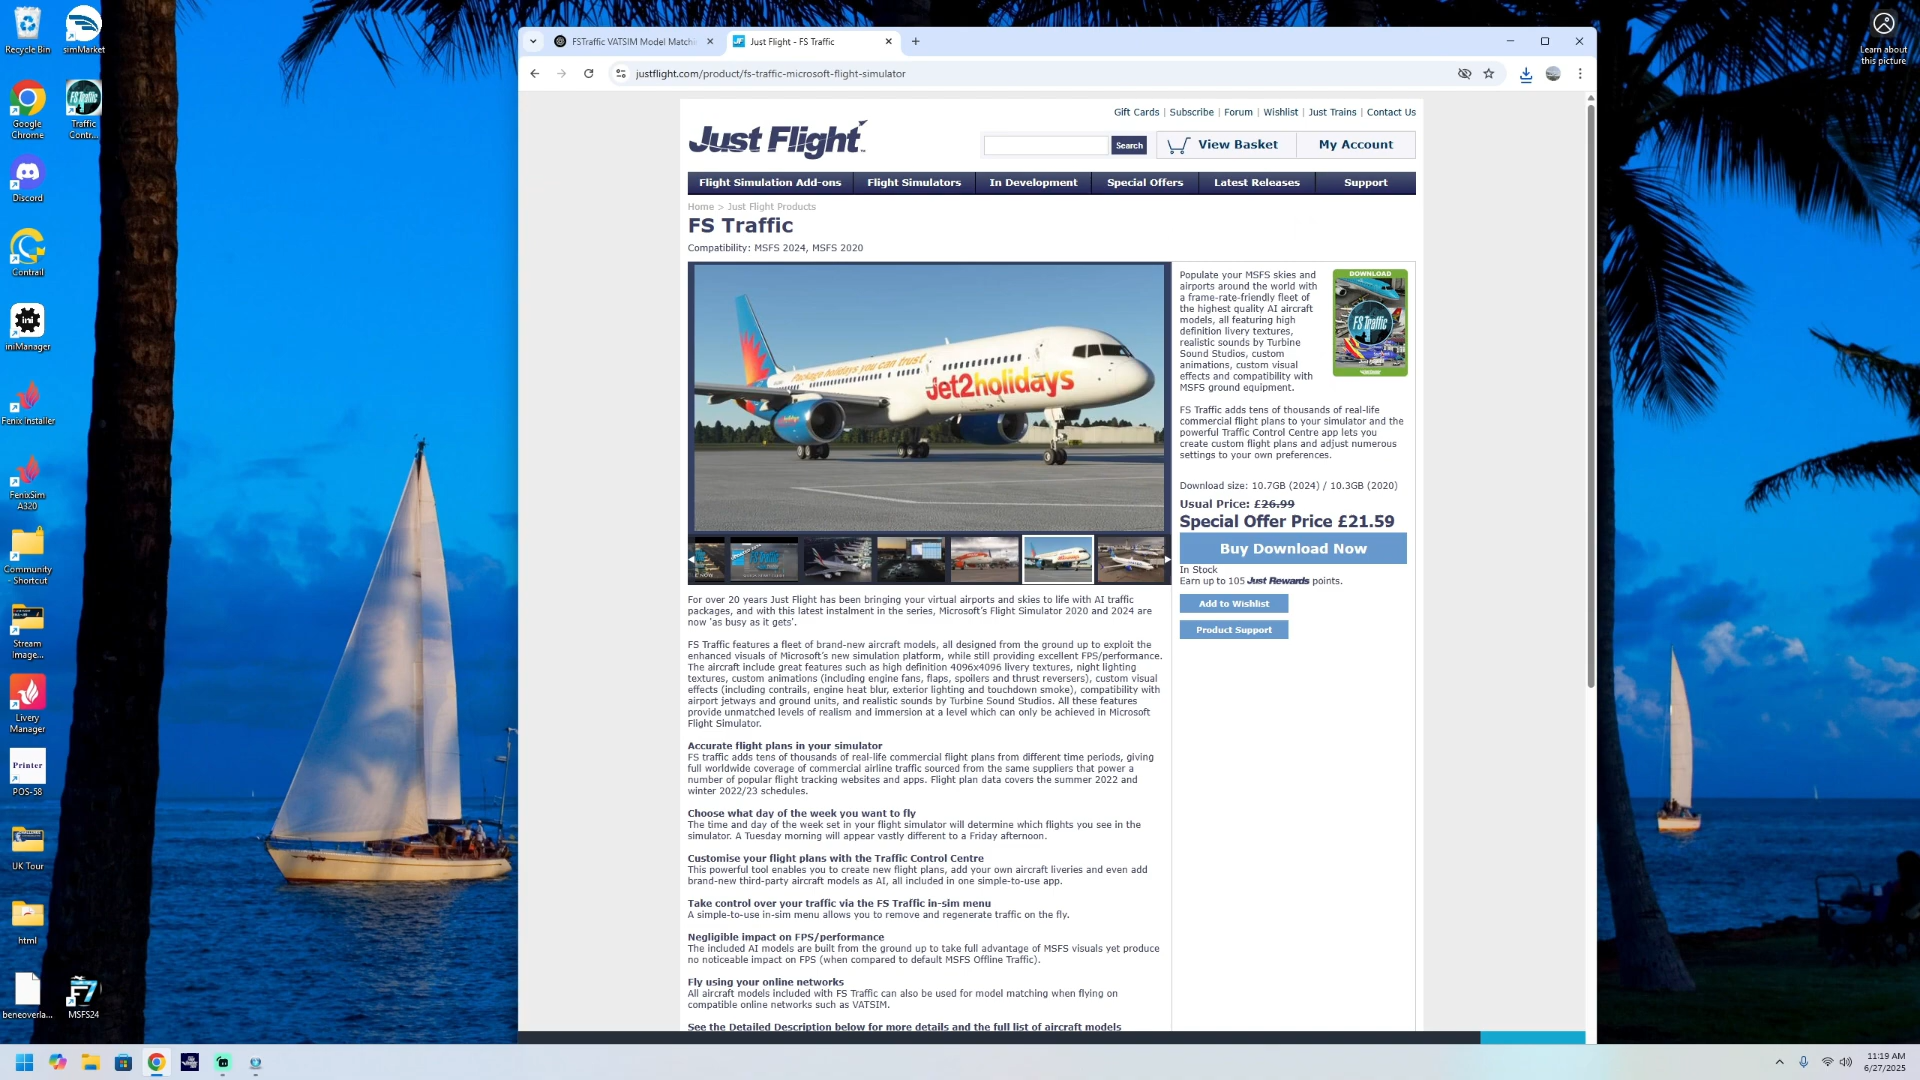 Recycle Bin
simMarket
Google
Chrome
Traffic
Contr...
Discord
Contrail
iniManager
Fenix Installer
FenixSim
A320
Community
- Shortcut
Stream
Image...
Livery
Manager
Printer
POS-58
UK Tour
html
beneoverla...
MSFS24
Learn about
this picture
FSTraffic VATSIM Model Matchi
Just Flight - FS Traffic
justflight.com/product/fs-traffic-microsoft-flight-simulator
Gift Cards | Subscribe | Forum | Wishlist | Just Trains | Contact Us
Just Flight
Search
View Basket
My Account
Flight Simulation Add-ons
Flight Simulators
In Development
Special Offers
Latest Releases
Support
Home > Just Flight Products
FS Traffic
Compatibility: MSFS 2024, MSFS 2020
Package holidays you can trust
Jet2holidays
Populate your MSFS skies and
airports around the world with
a frame-rate-friendly fleet of
the highest quality AI aircraft
models, all featuring high
definition livery textures,
realistic sounds by Turbine
Sound Studios, custom
animations, custom visual
effects and compatibility with
MSFS ground equipment.
DOWNLOAD
FS Traffic
FS Traffic adds tens of thousands of real-life
commercial flight plans to your simulator and the
powerful Traffic Control Centre app lets you
create custom flight plans and adjust numerous
settings to your own preferences.
Download size: 10.7GB (2024) / 10.3GB (2020)
Usual Price: £26.99
Special Offer Price £21.59
Buy Download Now
In Stock
Earn up to 105 Just Rewards points.
Add to Wishlist
Product Support
For over 20 years Just Flight has been bringing your virtual airports and skies to life with AI traffic
packages, and with this latest instalment in the series, Microsoft's Flight Simulator 2020 and 2024 are
now 'as busy as it gets'.
FS Traffic features a fleet of brand-new aircraft models, all designed from the ground up to exploit the
enhanced visuals of Microsoft's new simulation platform, while still providing excellent FPS/performance.
The aircraft include great features such as high definition 4096x4096 livery textures, night lighting
textures, custom animations (including engine fans, flaps, spoilers and thrust reversers), custom visual
effects (including contrails, engine heat blur, exterior lighting and touchdown smoke), compatibility with
airport jetways and ground units, and realistic sounds by Turbine Sound Studios. All these features
provide unmatched levels of realism and immersion at a level which can only be achieved in Microsoft
Flight Simulator.
Accurate flight plans in your simulator
FS traffic adds tens of thousands of real-life commercial flight plans from different time periods, giving
full worldwide coverage of commercial airline traffic sourced from the same suppliers that power a
number of popular flight tracking websites and apps. Flight plan data covers the summer 2022 and
winter 2022/23 schedules.
Choose what day of the week you want to fly
The time and day of the week set in your flight simulator will determine which flights you see in the
simulator. A Tuesday morning will appear vastly different to a Friday afternoon.
Customise your flight plans with the Traffic Control Centre
This powerful tool enables you to create new flight plans, add your own aircraft liveries and even add
brand-new third-party aircraft models as AI, all included in one simple-to-use app.
Take control over your traffic via the FS Traffic in-sim menu
A simple-to-use in-sim menu allows you to remove and regenerate traffic on the fly.
Negligible impact on FPS/performance
The included AI models are built from the ground up to take full advantage of MSFS visuals yet produce
no noticeable impact on FPS (when compared to default MSFS Offline Traffic).
Fly using your online networks
All aircraft models included with FS Traffic can also be used for model matching when flying on
compatible online networks such as VATSIM.
See the Detailed Description below for more details and the full list of aircraft models
11:19 AM
6/27/2025